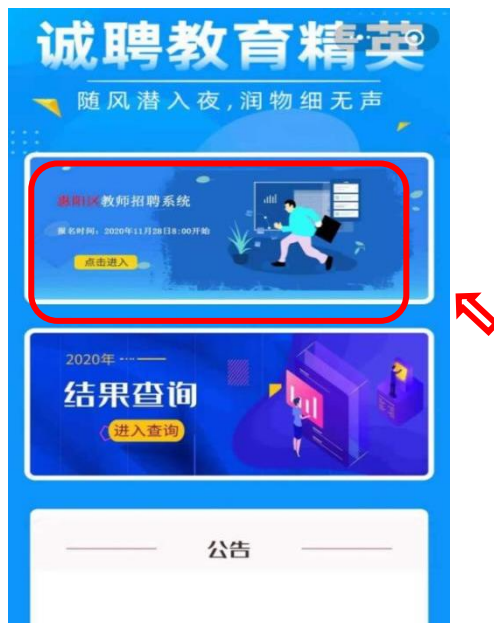 诚聘教育精英
随风潜入夜,润物细无声
惠阳区教师招聘系统
报名时间：2020年11月28日8:00开始
点击进入
2020年
结果查询
进入查询
公告